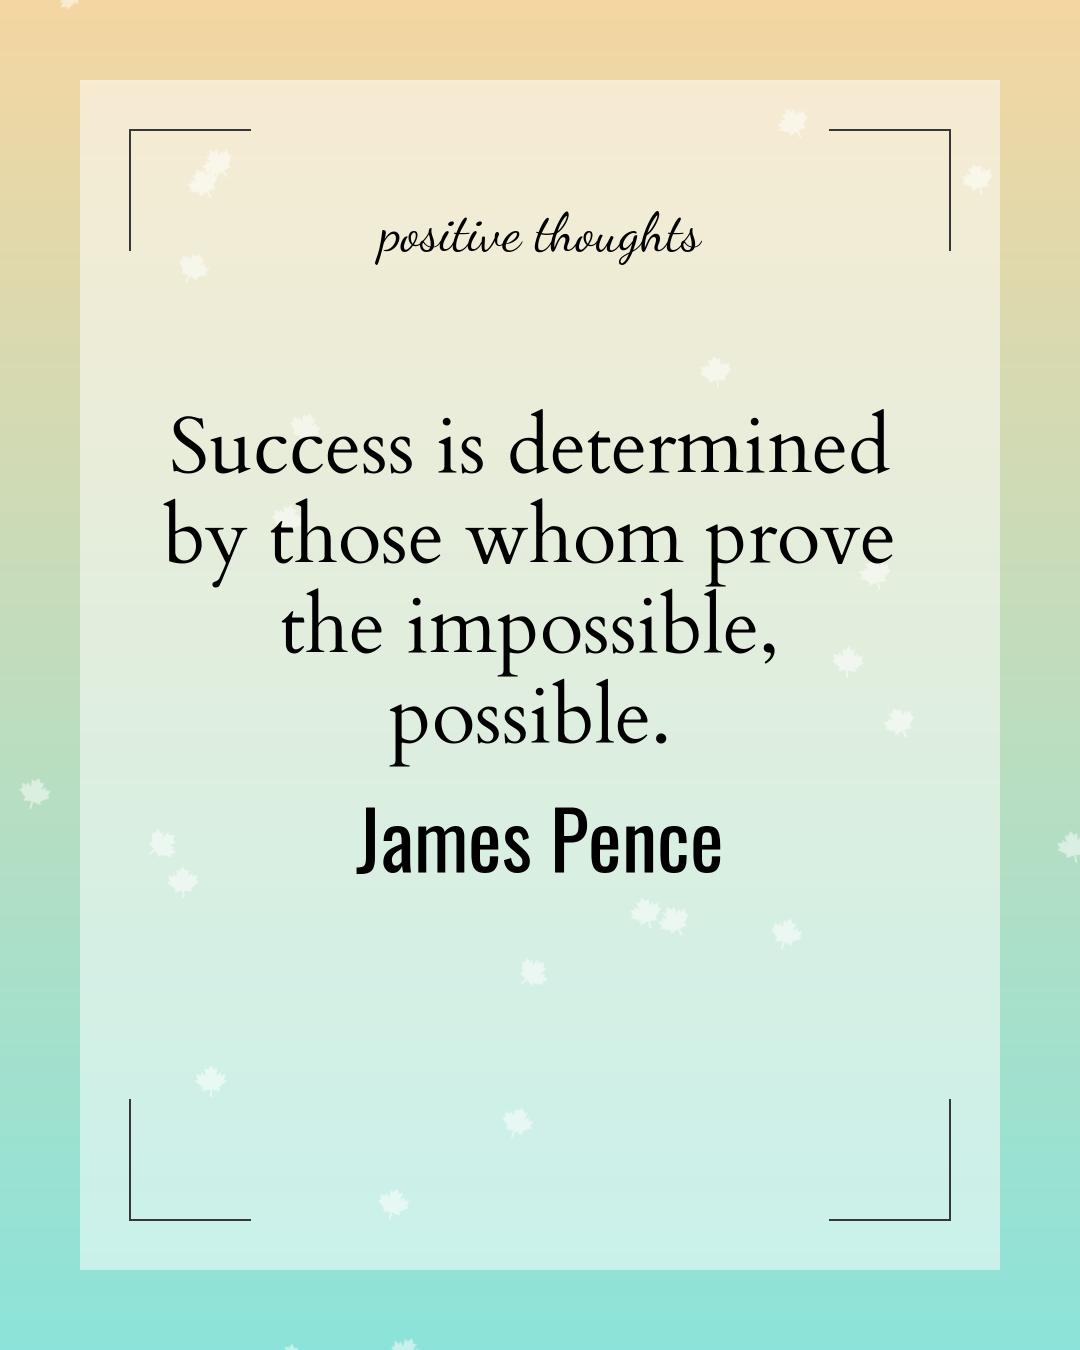 positive thoughts
Success is determined
by those whom prove
the impossible,
possible.
James Pence